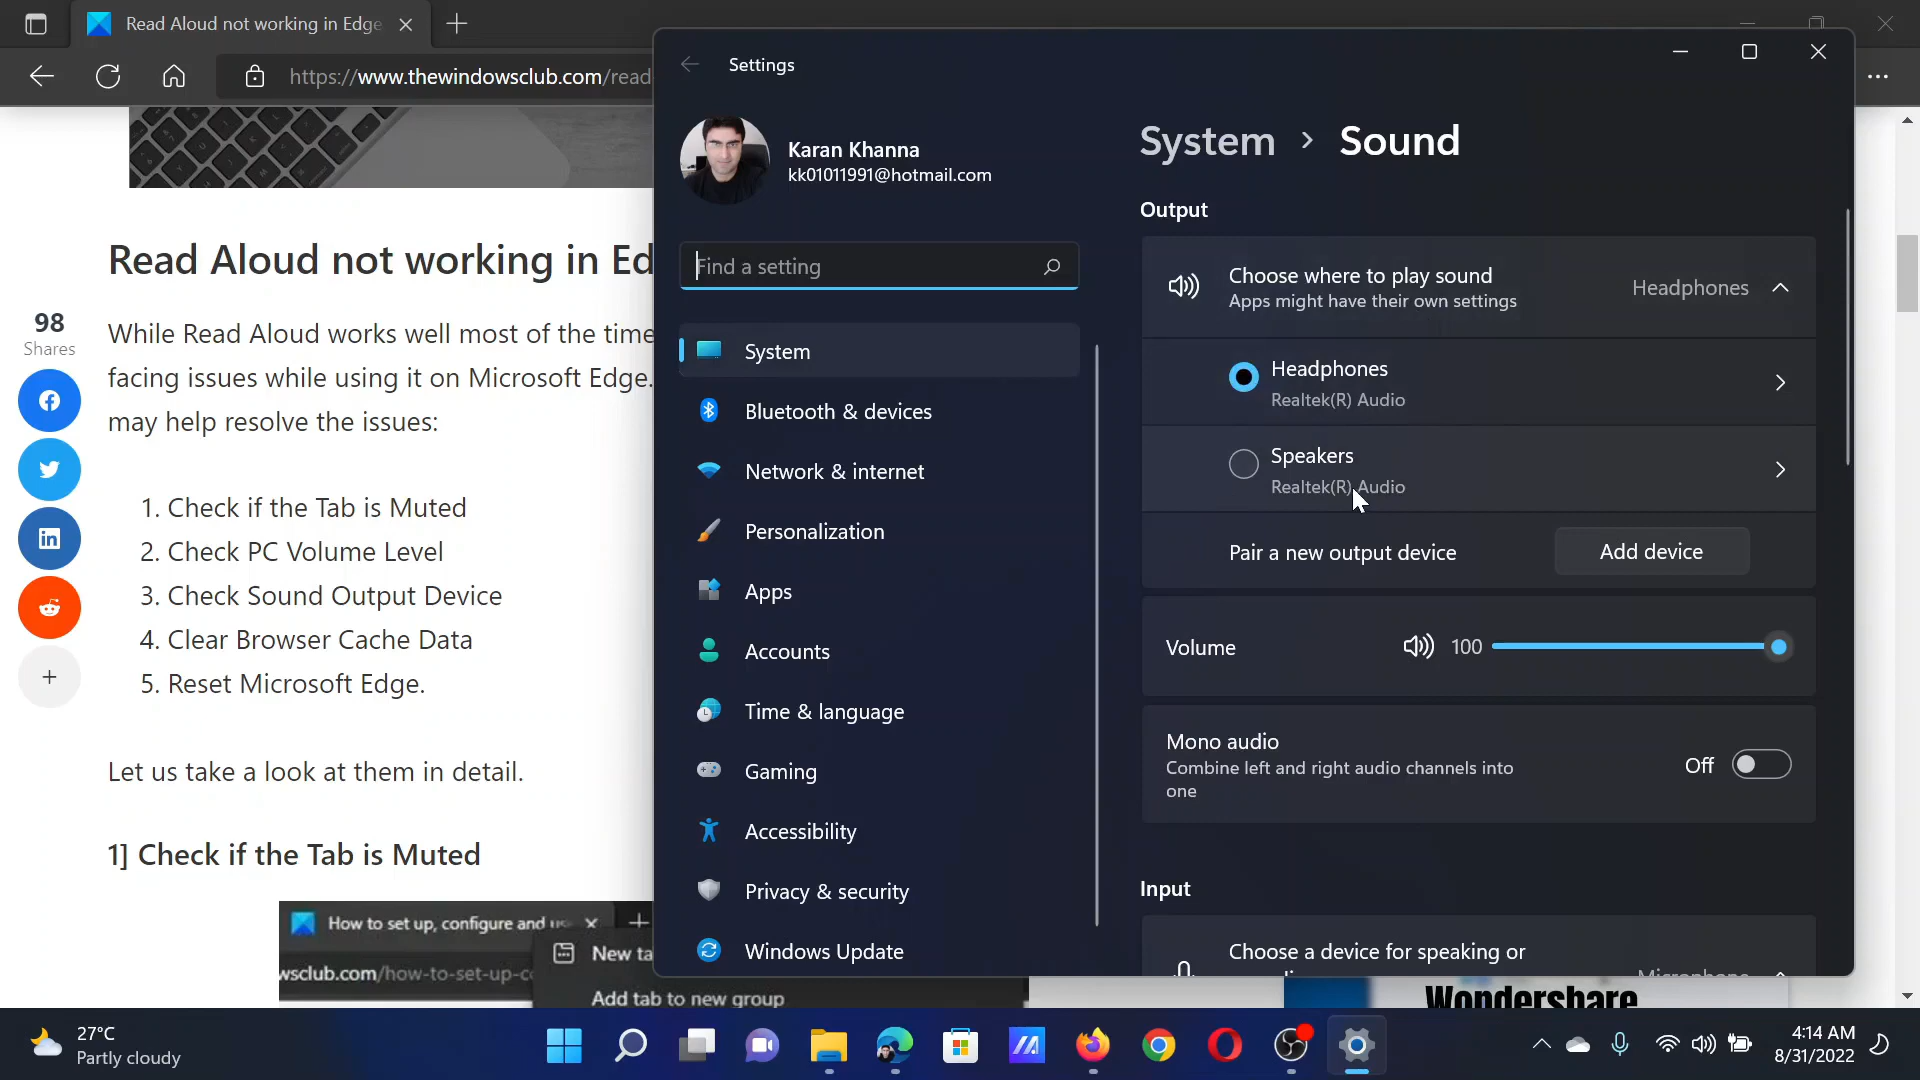 Read Aloud not working in Edge
https://www.thewindowsclub.com/read
Read Aloud not working in Ed
98
Shares
While Read Aloud works well most of the time
facing issues while using it on Microsoft Edge.
may help resolve the issues:
1. Check if the Tab is Muted
2. Check PC Volume Level
3. Check Sound Output Device
4. Clear Browser Cache Data
5. Reset Microsoft Edge.
Let us take a look at them in detail.
1] Check if the Tab is Muted
How to set up, configure and us
wsclub.com/how-to-set-up-c
New ta
Add tab to new group
Settings
Karan Khanna
kk01011991@hotmail.com
Find a setting
System
Bluetooth & devices
Network & internet
Personalization
Apps
Accounts
Time & language
Gaming
Accessibility
Privacy & security
Windows Update
System > Sound
Output
Choose where to play sound
Apps might have their own settings
Headphones
Headphones
Realtek(R) Audio
Speakers
Realtek(R) Audio
Pair a new output device
Add device
Volume
100
Mono audio
Combine left and right audio channels into
one
Off
Input
Choose a device for speaking or
Microphone
Wondershare
27°C
Partly cloudy
4:14 AM
8/31/2022